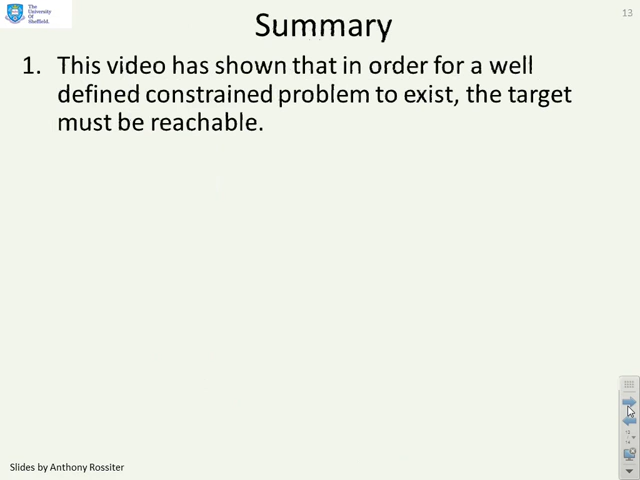 The
University
Of
Sheffield.
Summary
13
1. This video has shown that in order for a well
defined constrained problem to exist, the target
must be reachable.
Slides by Anthony Rossiter